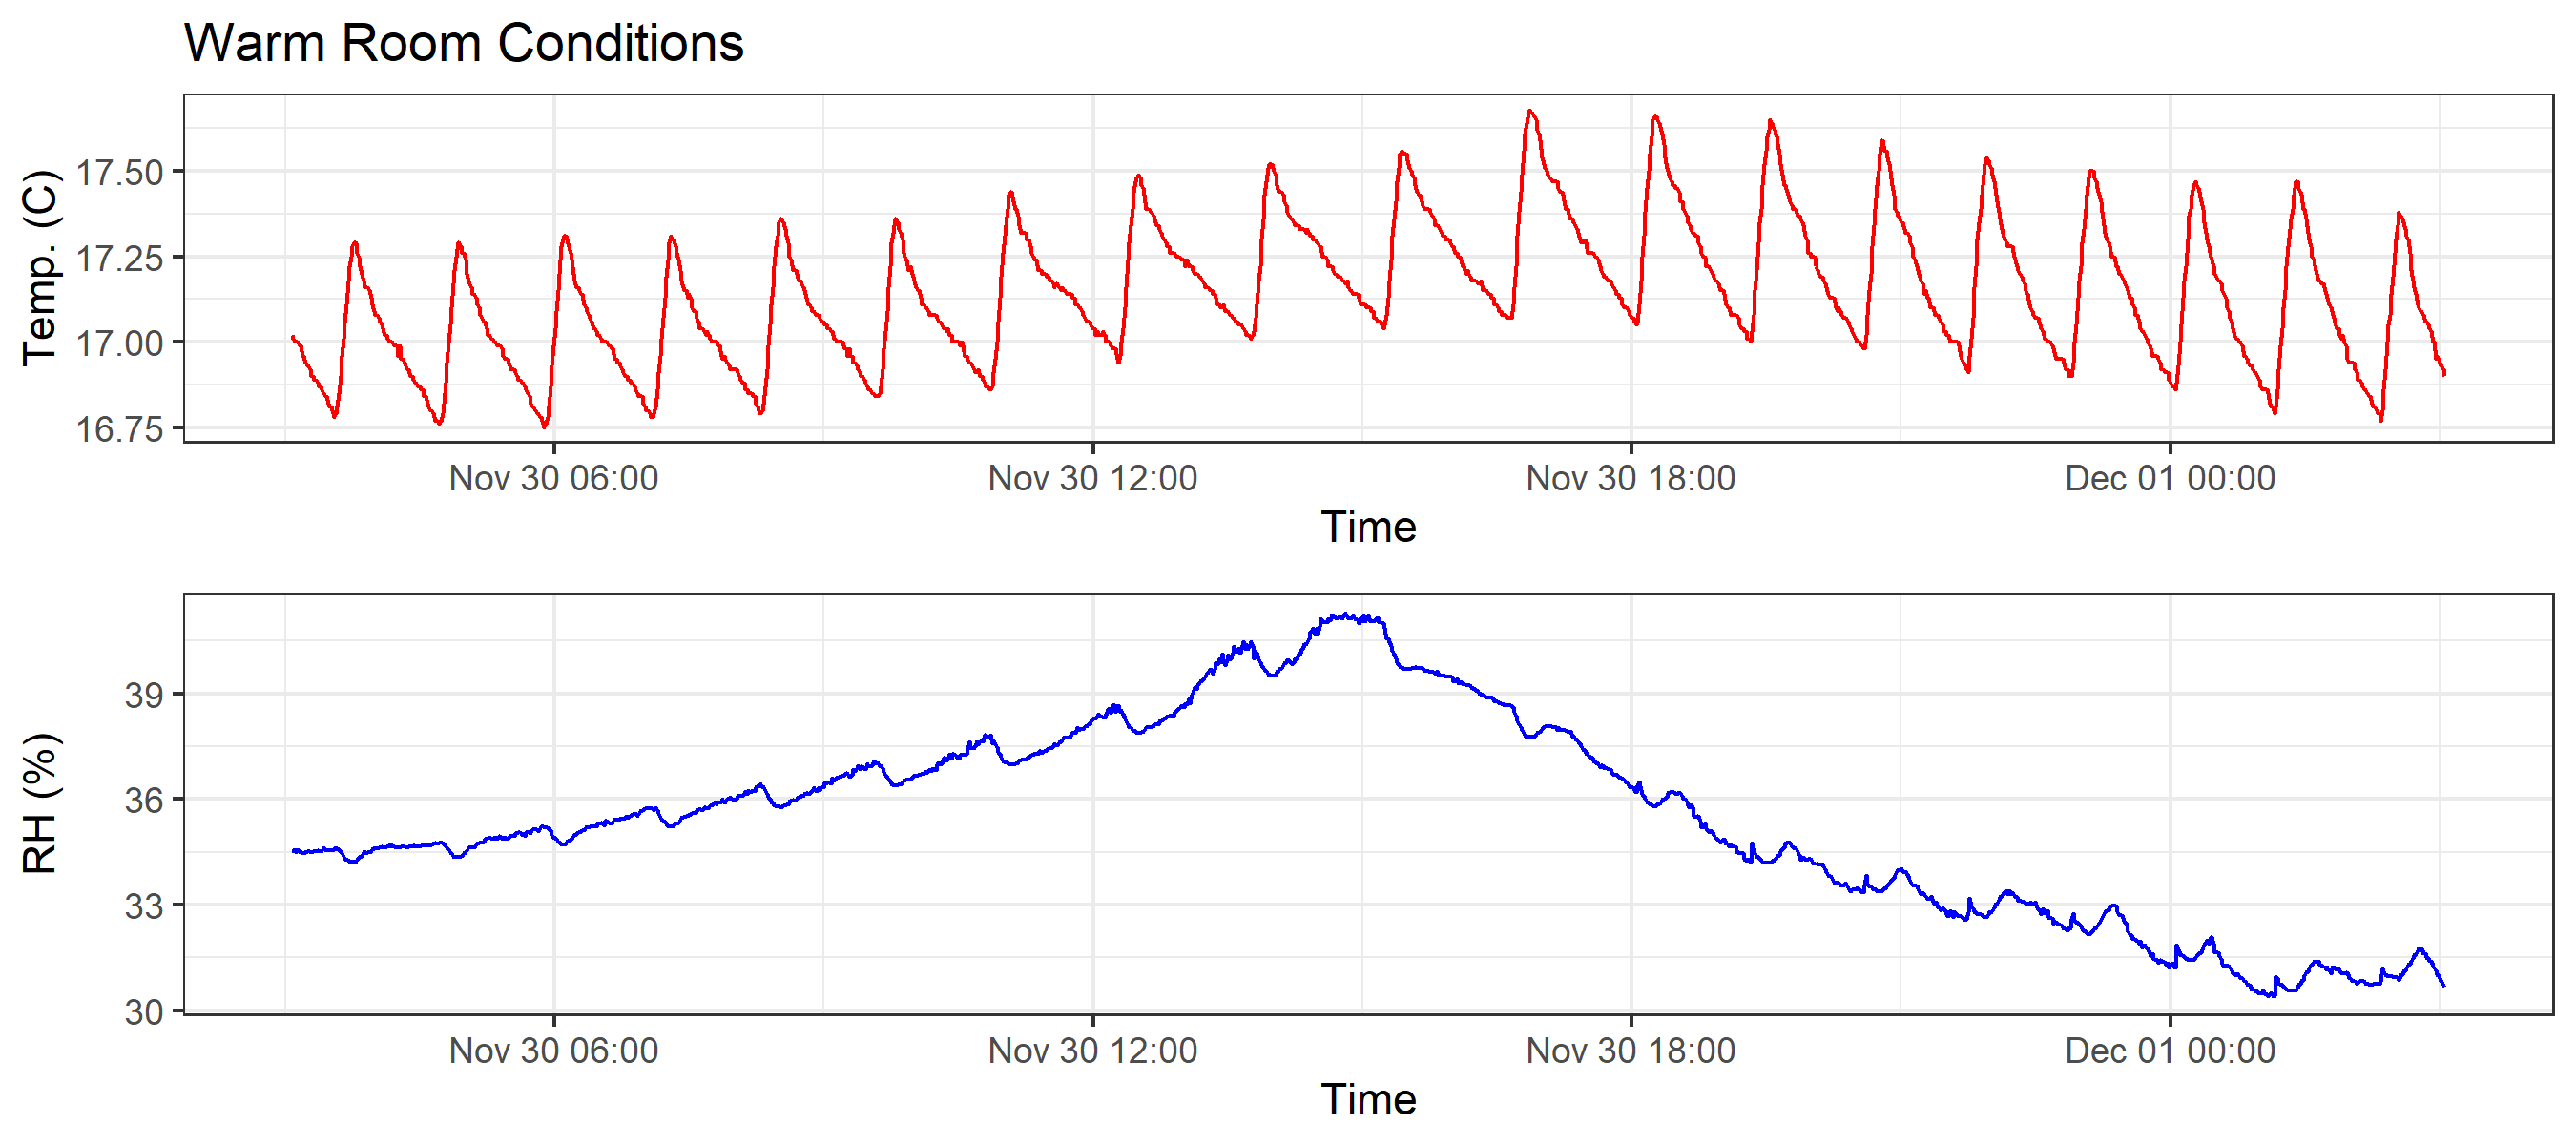 Warm Room Conditions
Temp. (C)
17.50
17.25
17.00
16.75
Nov 30 06:00 Nov 30 12:00 Nov 30 18:00 Dec 01 00:00
Time
RH (%)
39
36
33
30
Nov 30 06:00 Nov 30 12:00 Nov 30 18:00 Dec 01 00:00
Time